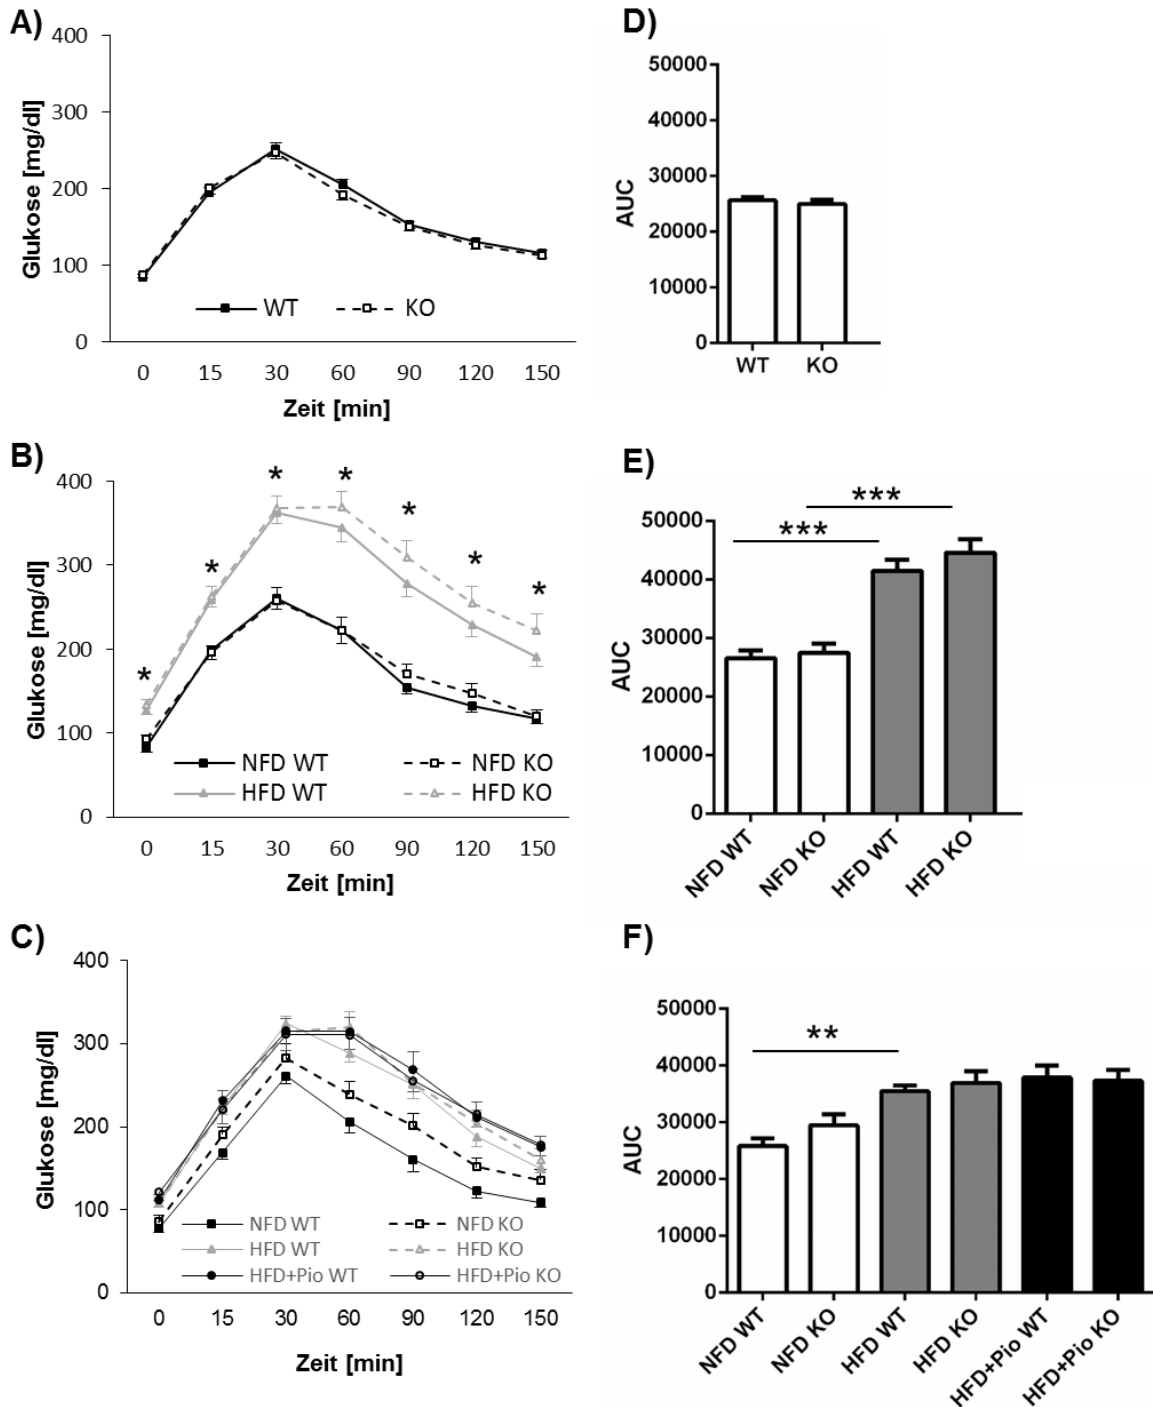 A)
Glukose [mg/dl]
400
300
200
100
0
WT KO
0 15 30 60 90 120 150
Zeit [min]
D)
AUC
50000
40000
30000
20000
10000
0
WT KO
B)
Glukose [mg/dl]
400
300
200
100
0
* * * * * * *
NFD WT NFD KO
HFD WT HFD KO
0 15 30 60 90 120 150
Zeit [min]
E)
AUC
***
***
50000
40000
30000
20000
10000
0
NFD WT NFD KO HFD WT HFD KO
C)
Glukose [mg/dl]
400
300
200
100
0
NFD WT NFD KO
HFD WT HFD KO
HFD+Pio WT HFD+Pio KO
0 15 30 60 90 120 150
Zeit [min]
F)
AUC
**
50000
40000
30000
20000
10000
0
NFD WT NFD KO HFD WT HFD KO HFD+Pio WT HFD+Pio KO